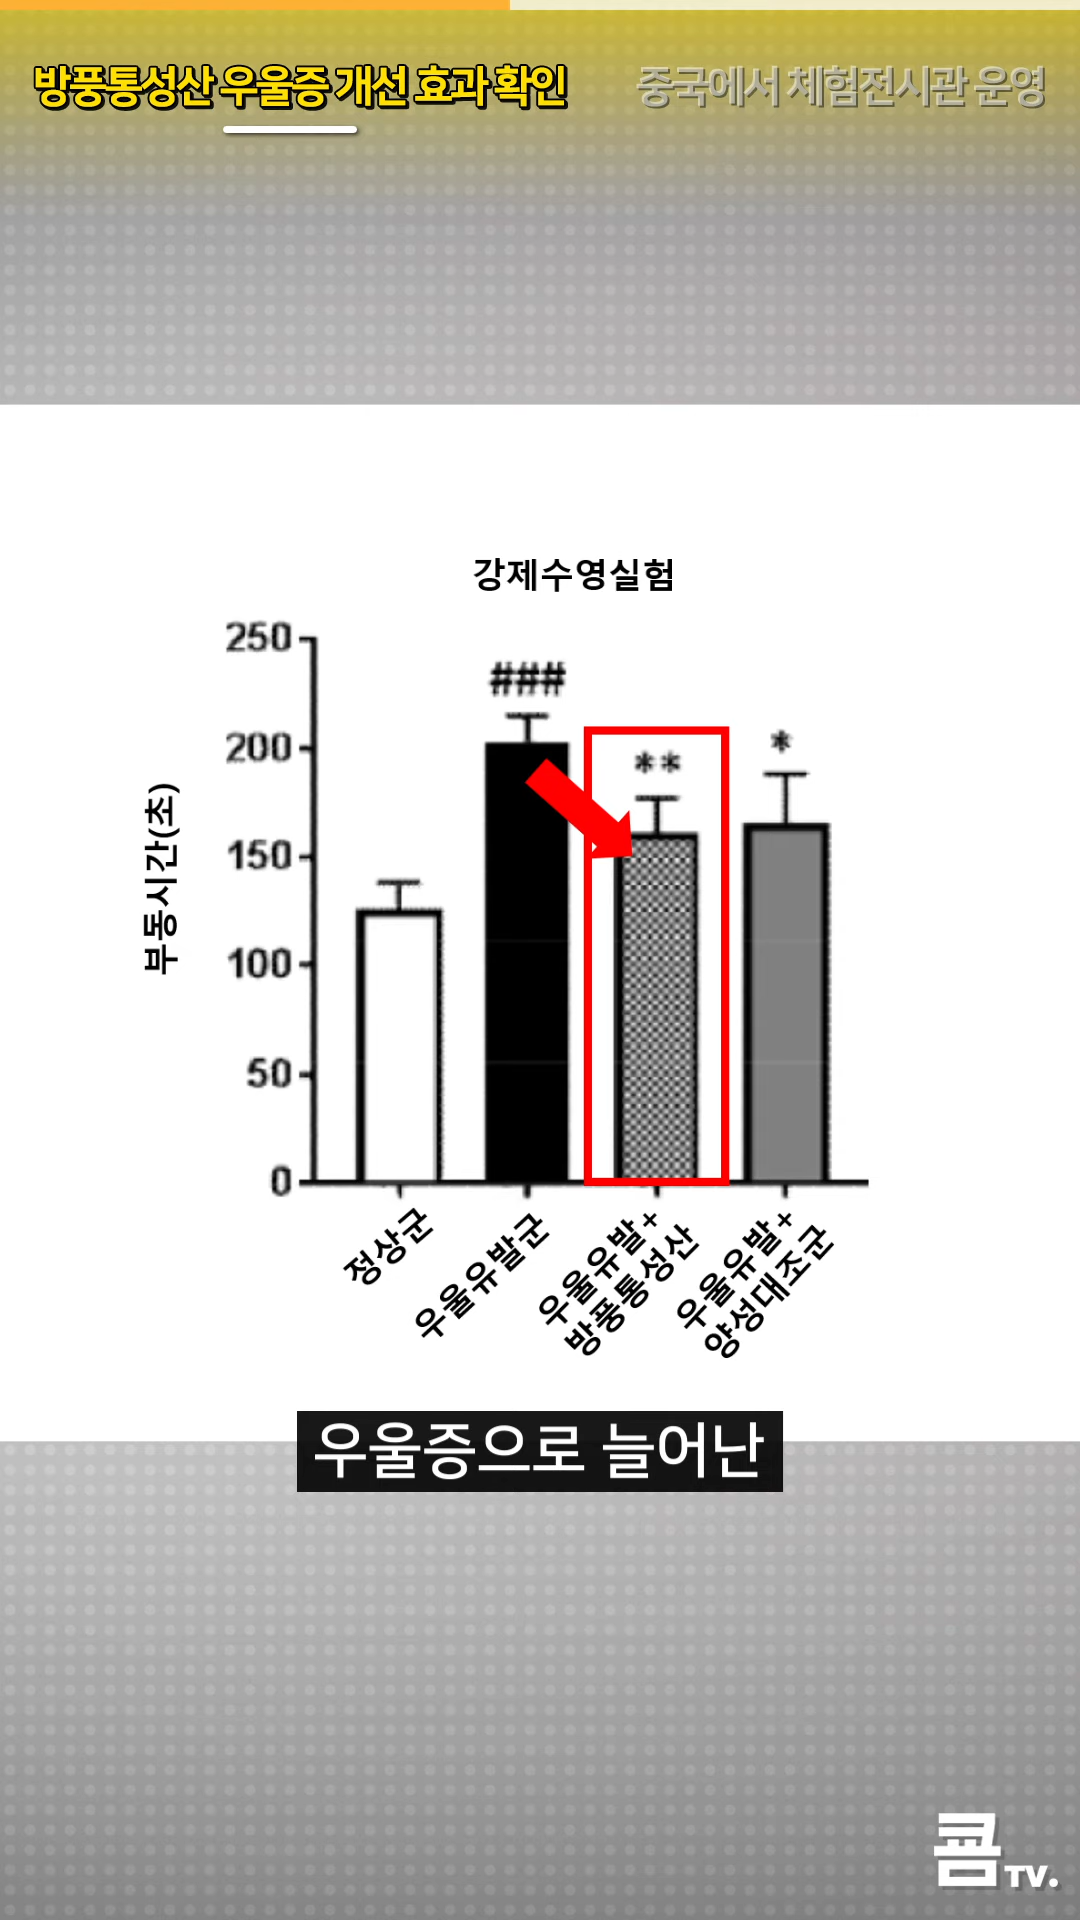 방풍통성산 우울증 개선 효과 확인
중국에서 체험전시관 운영
강제수영실험
부동시간(초)
250
200
150
100
50
0
###
**
*
정상군
우울유발군
우울유발+
방풍통성산
우울유발+
양성대조군
우울증으로 늘어난
콤TV.